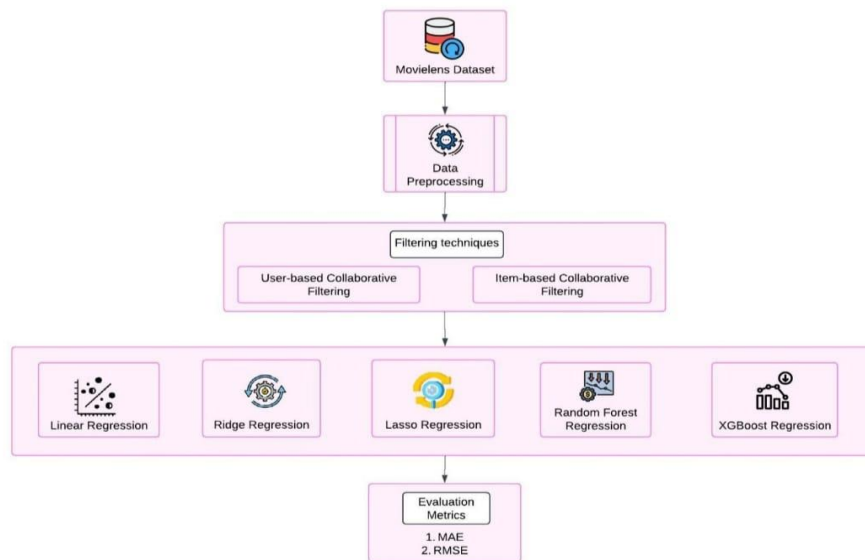 Movielens Dataset
Data
Preprocessing
Filtering techniques
User-based Collaborative
Filtering
Item-based Collaborative
Filtering
Linear Regression
Ridge Regression
Lasso Regression
Random Forest
Regression
XGBoost Regression
Evaluation
Metrics
1. MAE
2. RMSE